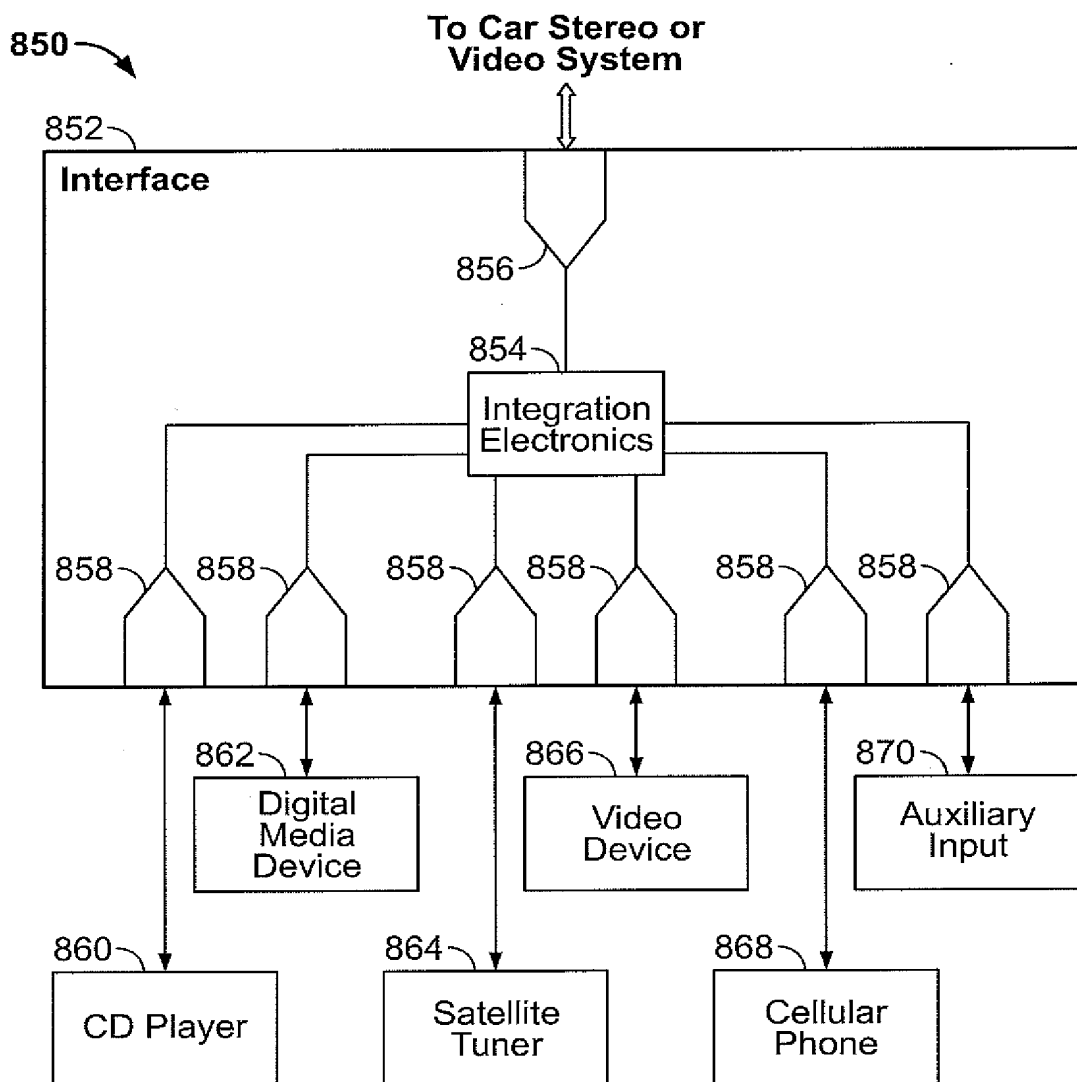 850
To Car Stereo or
Video System
852
Interface
856
854
Integration
Electronics
858
858
858
858
858
858
862
Digital
Media
Device
866
Video
Device
870
Auxiliary
Input
860
CD Player
864
Satellite
Tuner
868
Cellular
Phone